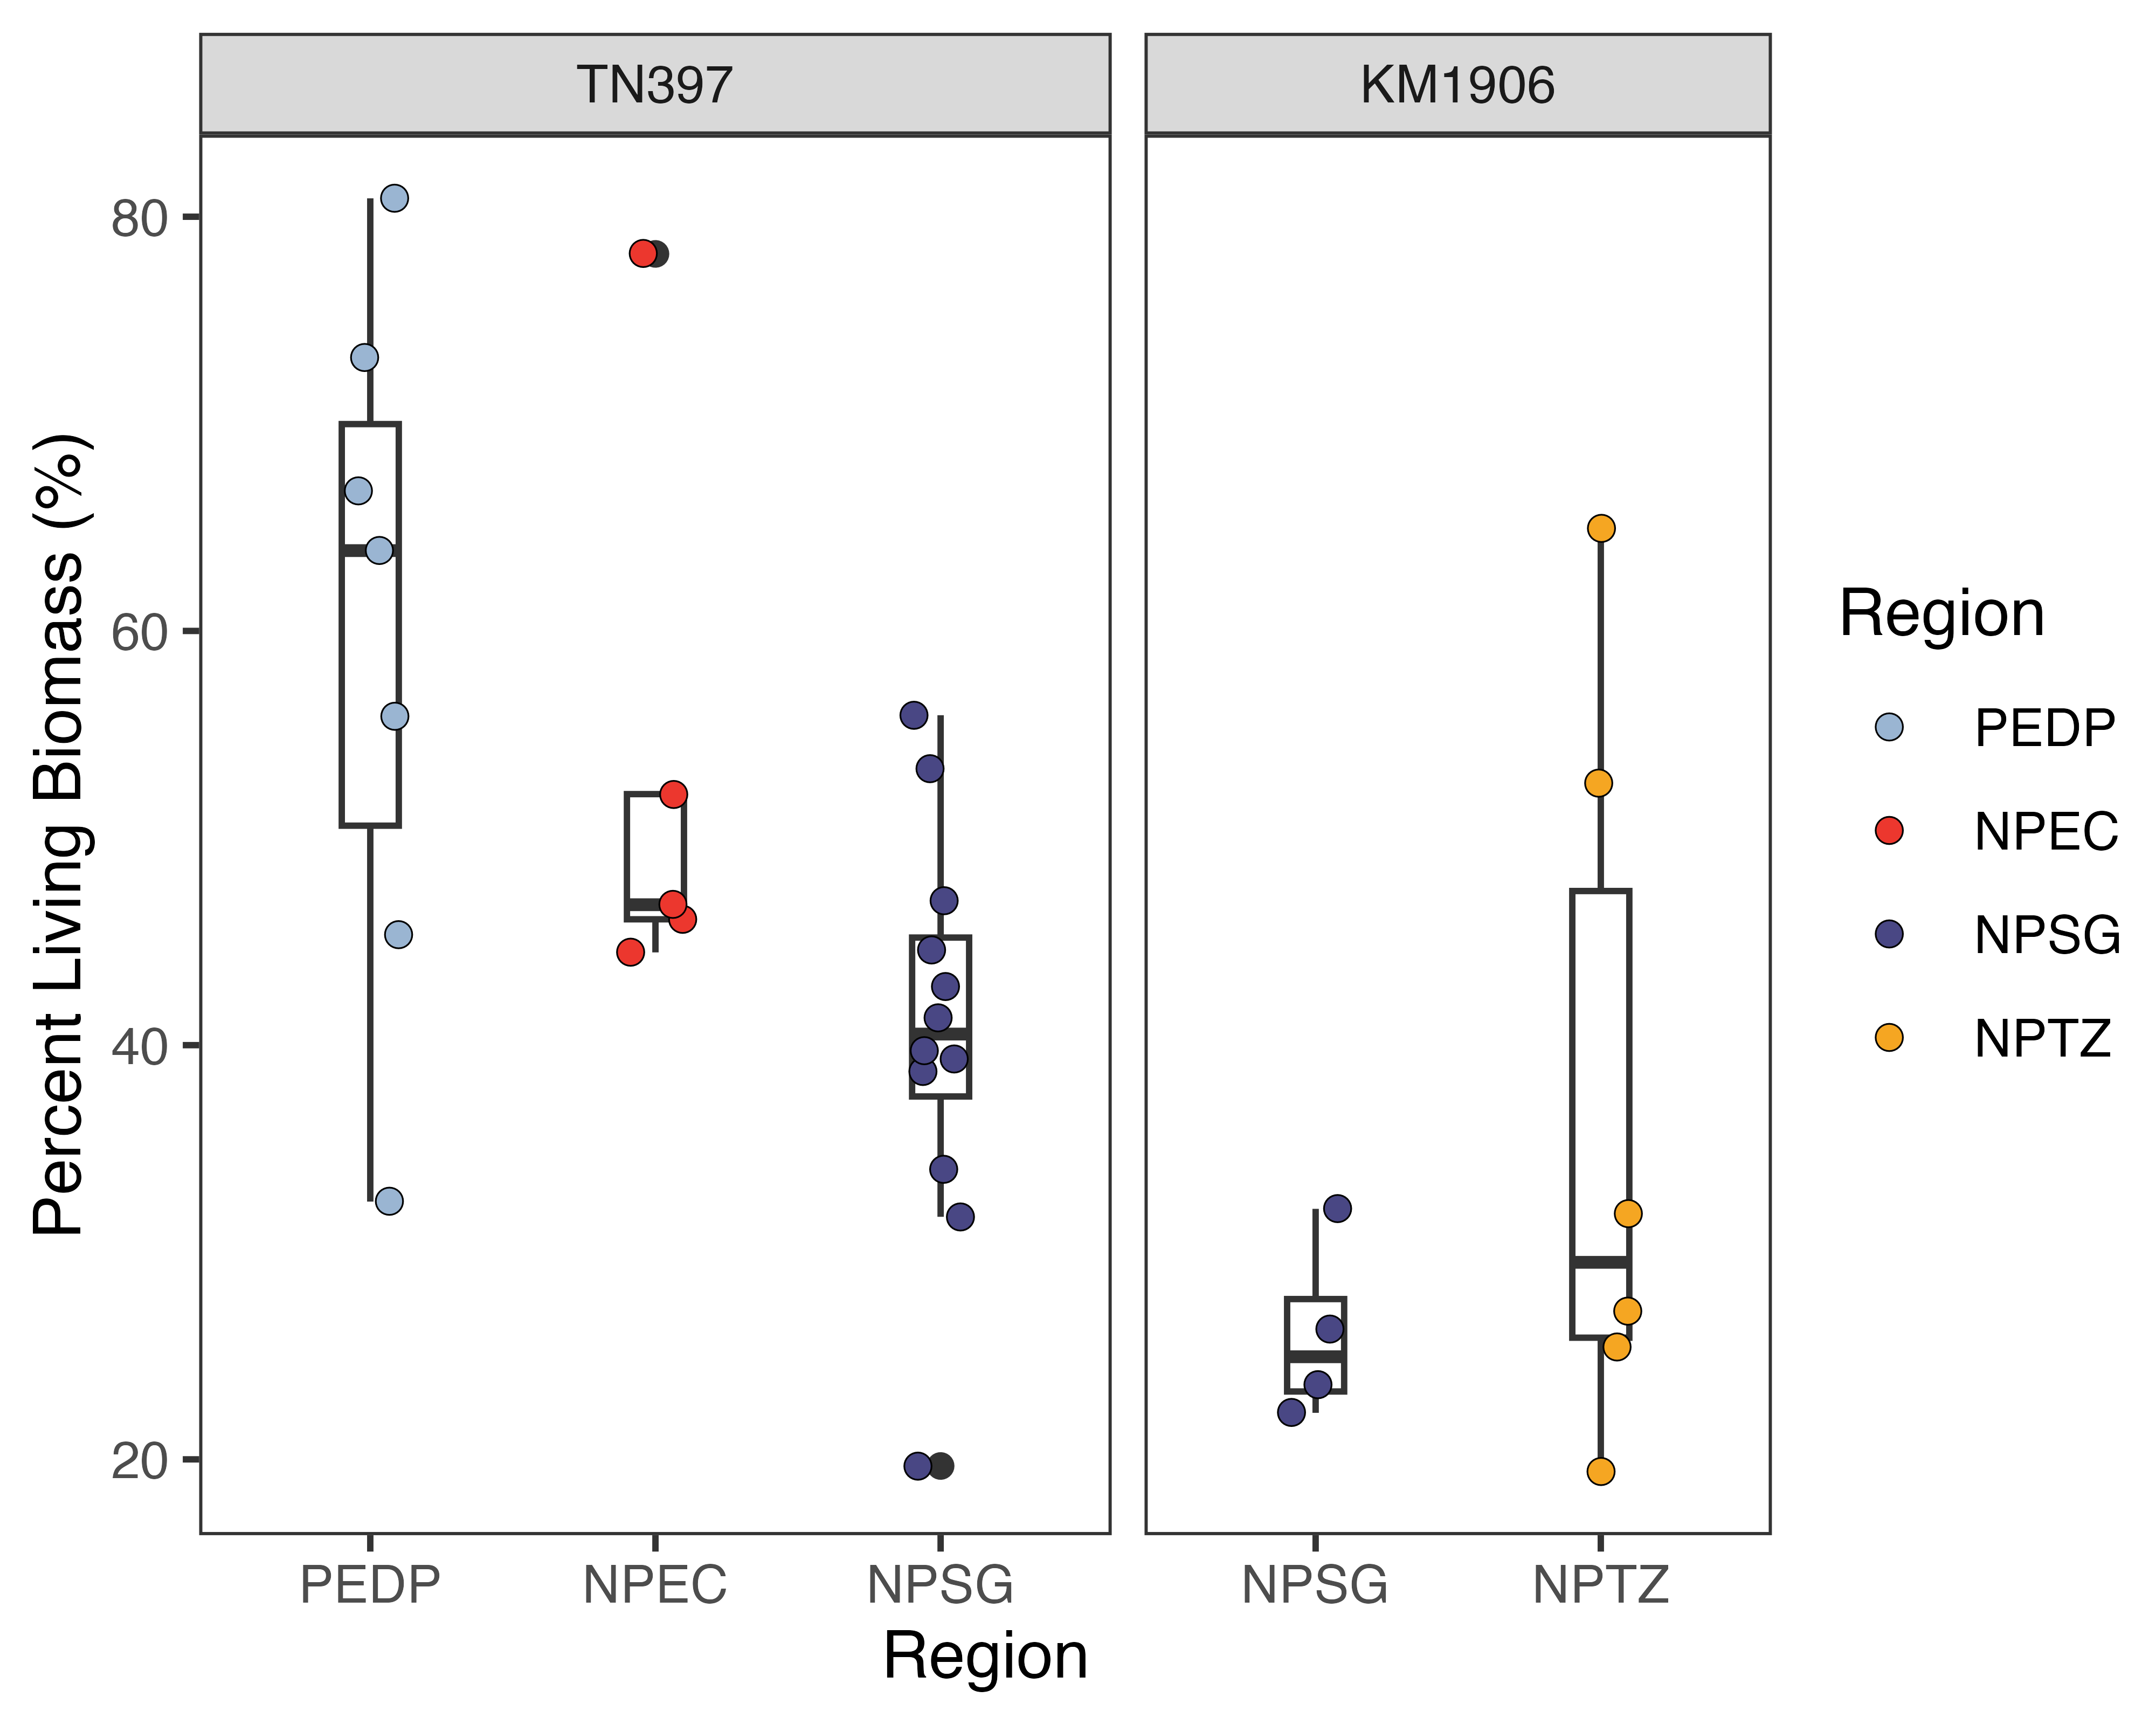 TN397
KM1906
Percent Living Biomass (%)
80
60
40
20
PEDP
NPEC
NPSG
NPSG
NPTZ
Region
Region
PEDP
NPEC
NPSG
NPTZ